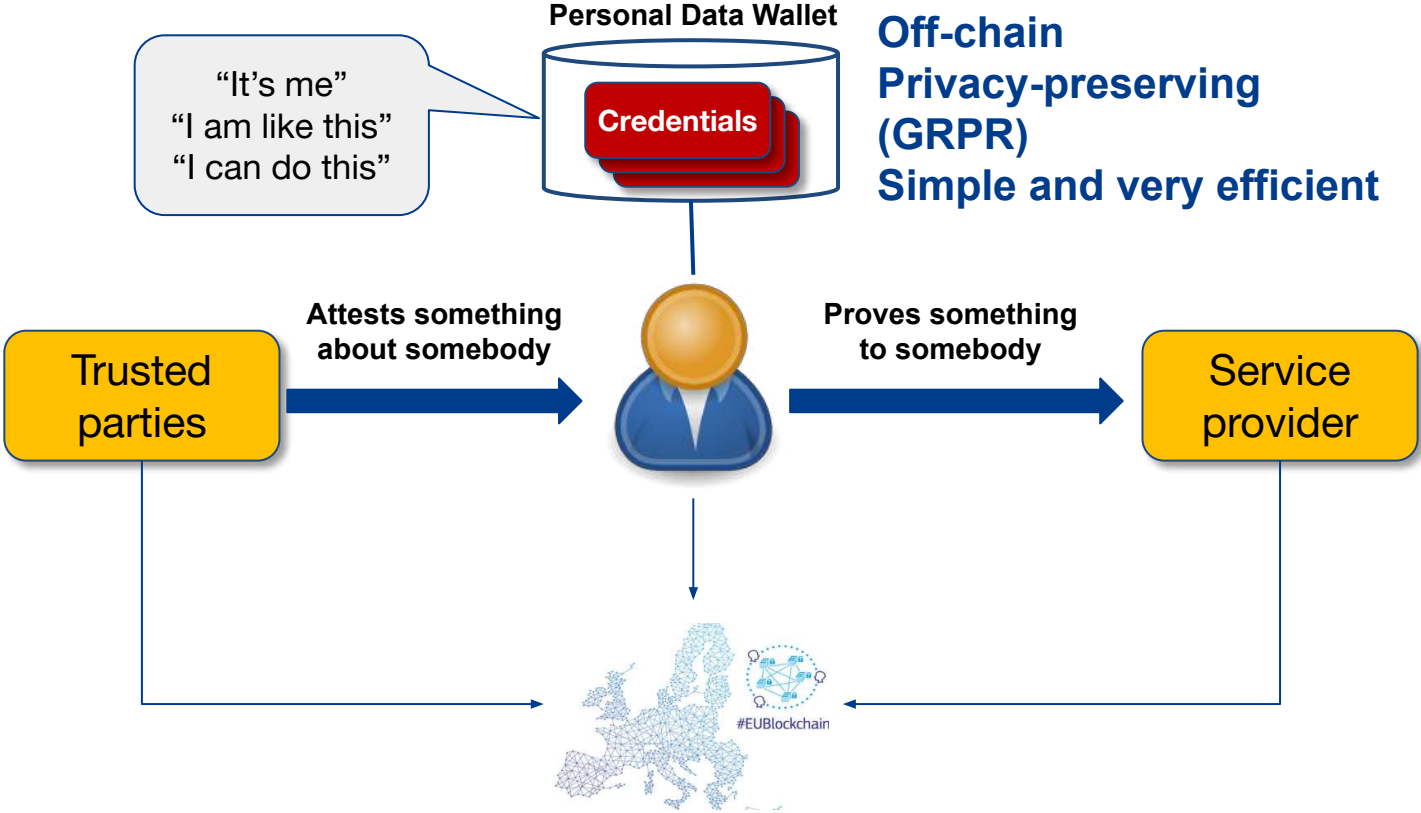 Personal Data Wallet
“It’s me”
“I am like this”
“I can do this”
Credentials
Off-chain
Privacy-preserving
(GRPR)
Simple and very efficient
Attests something
about somebody
Proves something
to somebody
Trusted
parties
Service
provider
#EUBlockchain